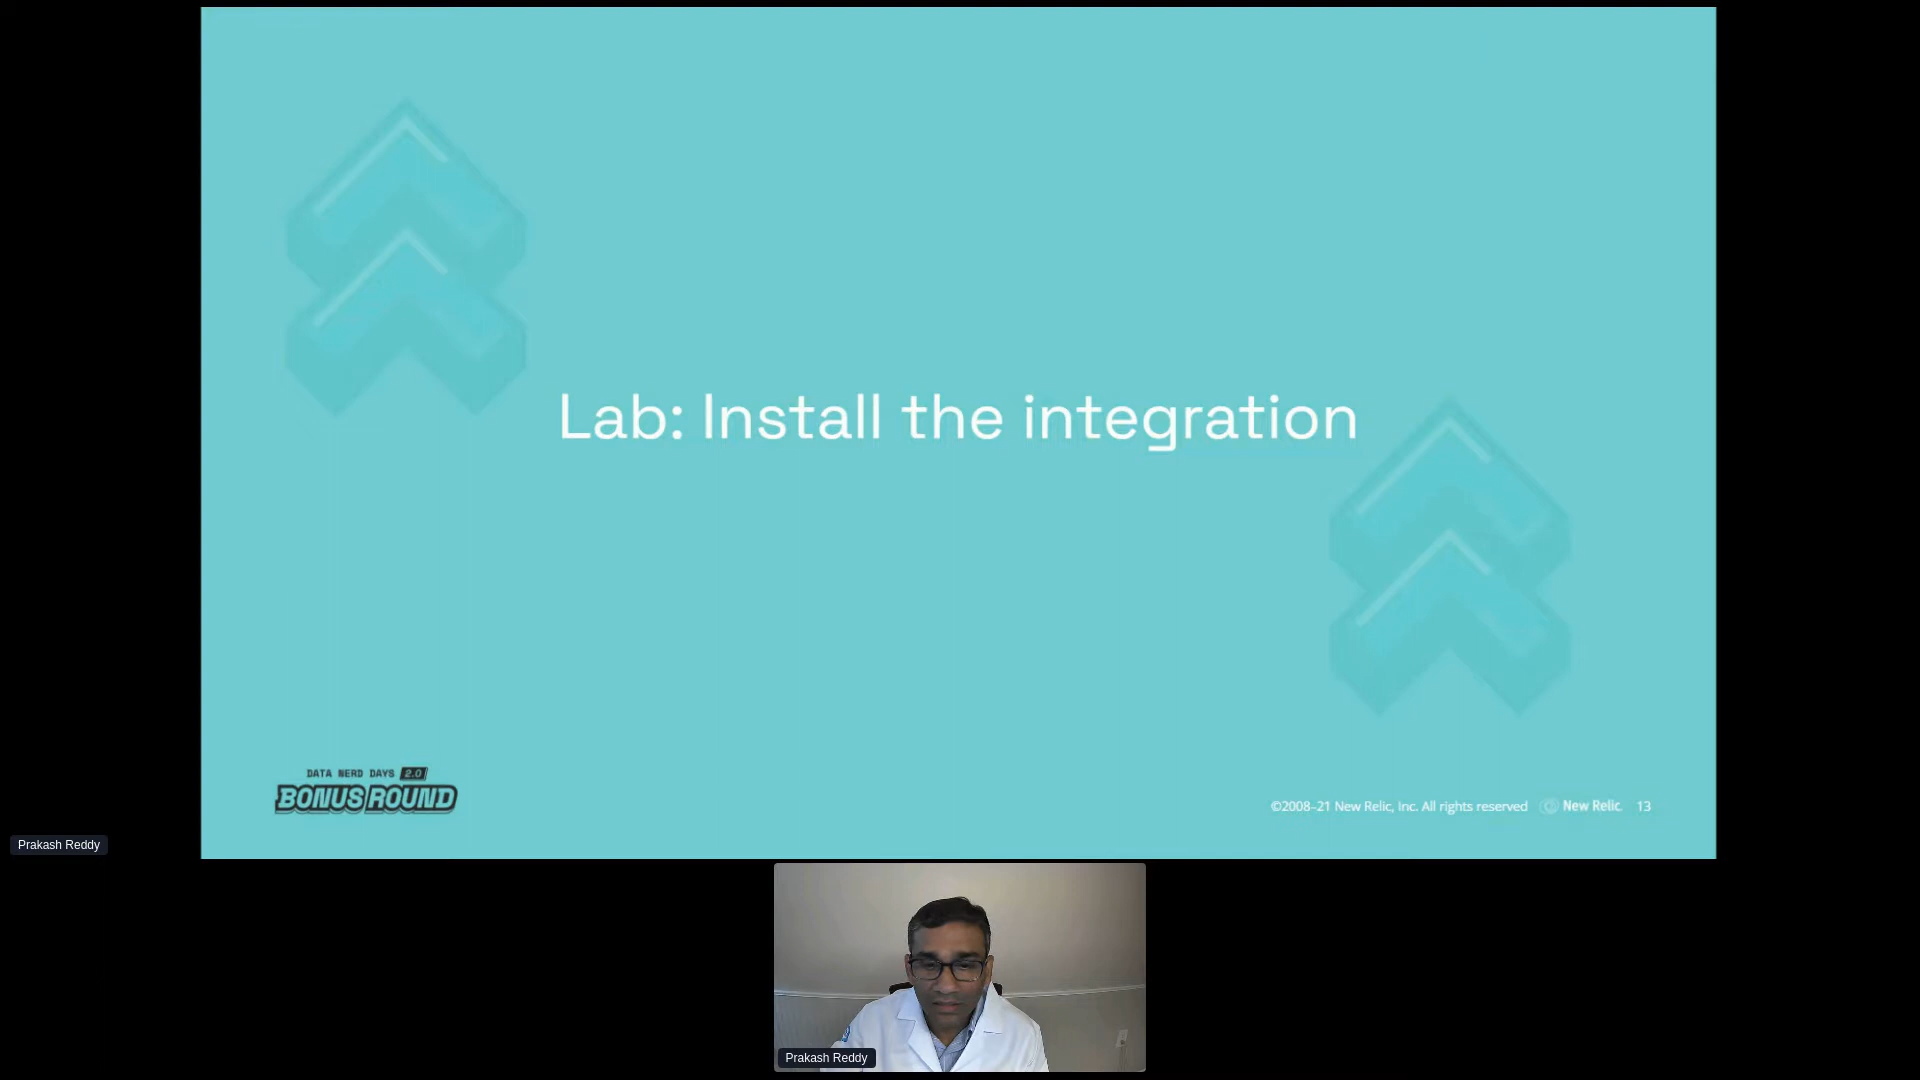 Lab: Install the integration
DATA NERD DAYS 2.0
BONUS ROUND
©2008–21 New Relic, Inc. All rights reserved New Relic. 13
Prakash Reddy
Prakash Reddy